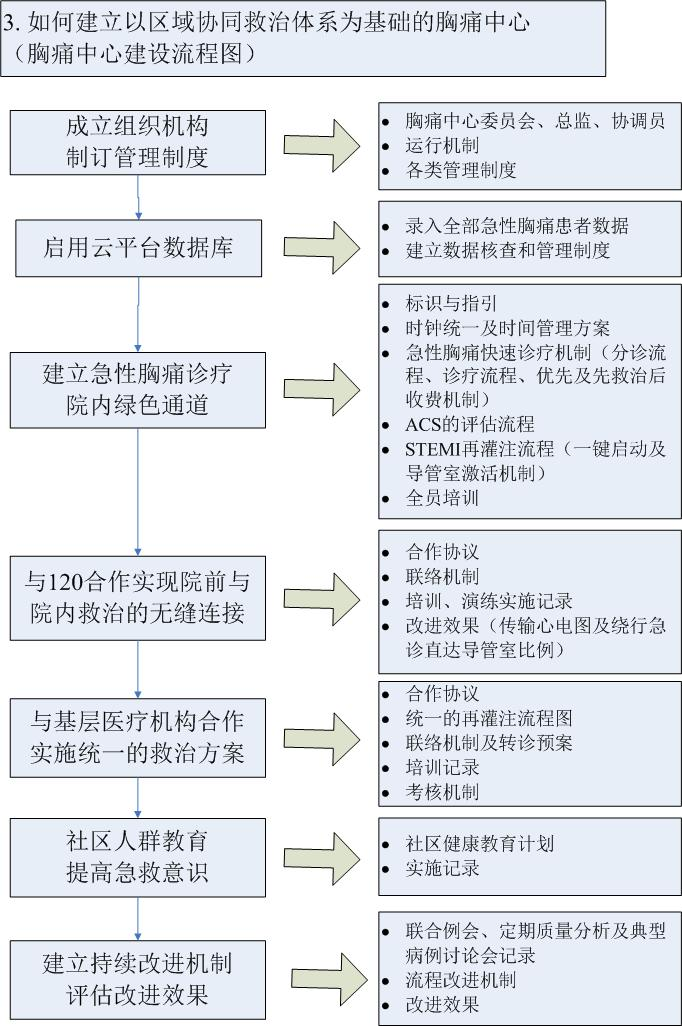 3. 如何建立以区域协同救治体系为基础的胸痛中心
（胸痛中心建设流程图）
成立组织机构
制订管理制度
● 胸痛中心委员会、总监、协调员
● 运行机制
● 各类管理制度
启用云平台数据库
● 录入全部急性胸痛患者数据
● 建立数据核查和管理制度
建立急性胸痛诊疗
院内绿色通道
● 标识与指引
● 时钟统一及时间管理方案
● 急性胸痛快速诊疗机制（分诊流
程、诊疗流程、优先及先救治后
收费机制）
● ACS的评估流程
● STEMI再灌注流程（一键启动及
导管室激活机制）
● 全员培训
与120合作实现院前与
院内救治的无缝连接
● 合作协议
● 联络机制
● 培训、演练实施记录
● 改进效果（传输心电图及绕行急
诊直达导管室比例）
与基层医疗机构合作
实施统一的救治方案
● 合作协议
● 统一的再灌注流程图
● 联络机制及转诊预案
● 培训记录
● 考核机制
社区人群教育
提高急救意识
● 社区健康教育计划
● 实施记录
建立持续改进机制
评估改进效果
● 联合例会、定期质量分析及典型
病例讨论会记录
● 流程改进机制
● 改进效果